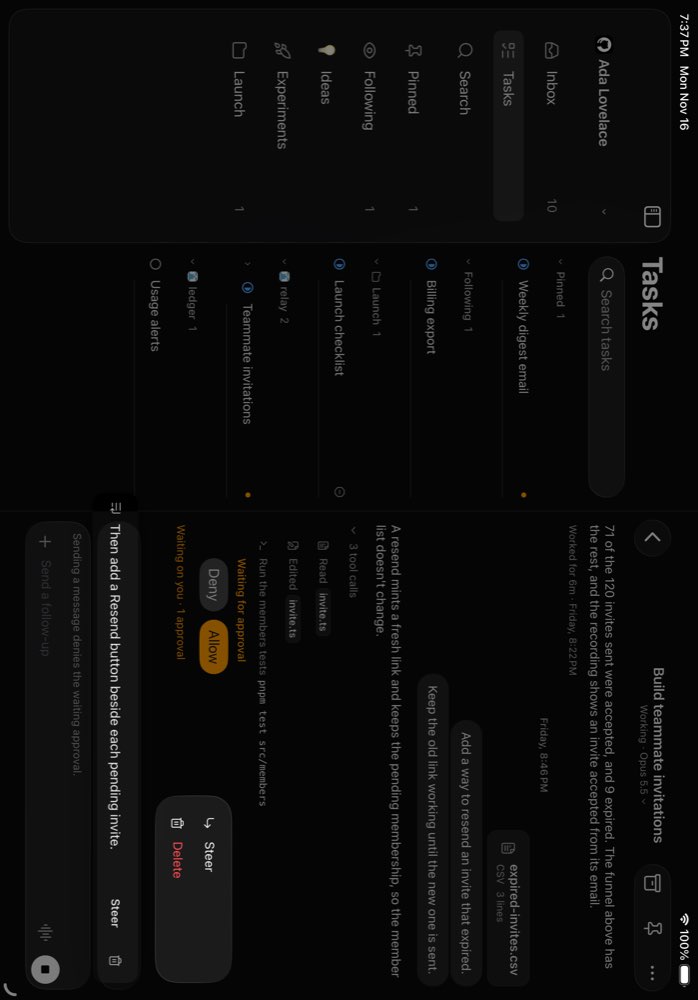 7:37 PM Mon Nov 16
100%
Ada Lovelace
Inbox 10
Tasks
Search
Pinned 1
Following 1
Ideas
Experiments
Launch 1
Tasks
Search tasks
Pinned 1
Weekly digest email
Following 1
Billing export
Launch 1
Launch checklist
relay 2
Teammate invitations
ledger 1
Usage alerts
Build teammate invitations
Working · Opus 5.5
71 of the 120 invites sent were accepted, and 9 expired. The funnel above has
the rest, and the recording shows an invite accepted from its email.
Worked for 6m · Friday, 8:22 PM
Friday, 8:46 PM
expired-invites.csv
CSV 3 lines
Add a way to resend an invite that expired.
Keep the old link working until the new one is sent.
A resend mints a fresh link and keeps the pending membership, so the member
list doesn't change.
3 tool calls
Read invite.ts
Edited invite.ts
Run the members tests pnpm test src/members
Waiting for approval
Deny Allow
Waiting on you · 1 approval
Steer
Delete
Then add a Resend button beside each pending invite. Steer
Sending a message denies the waiting approval.
Send a follow-up